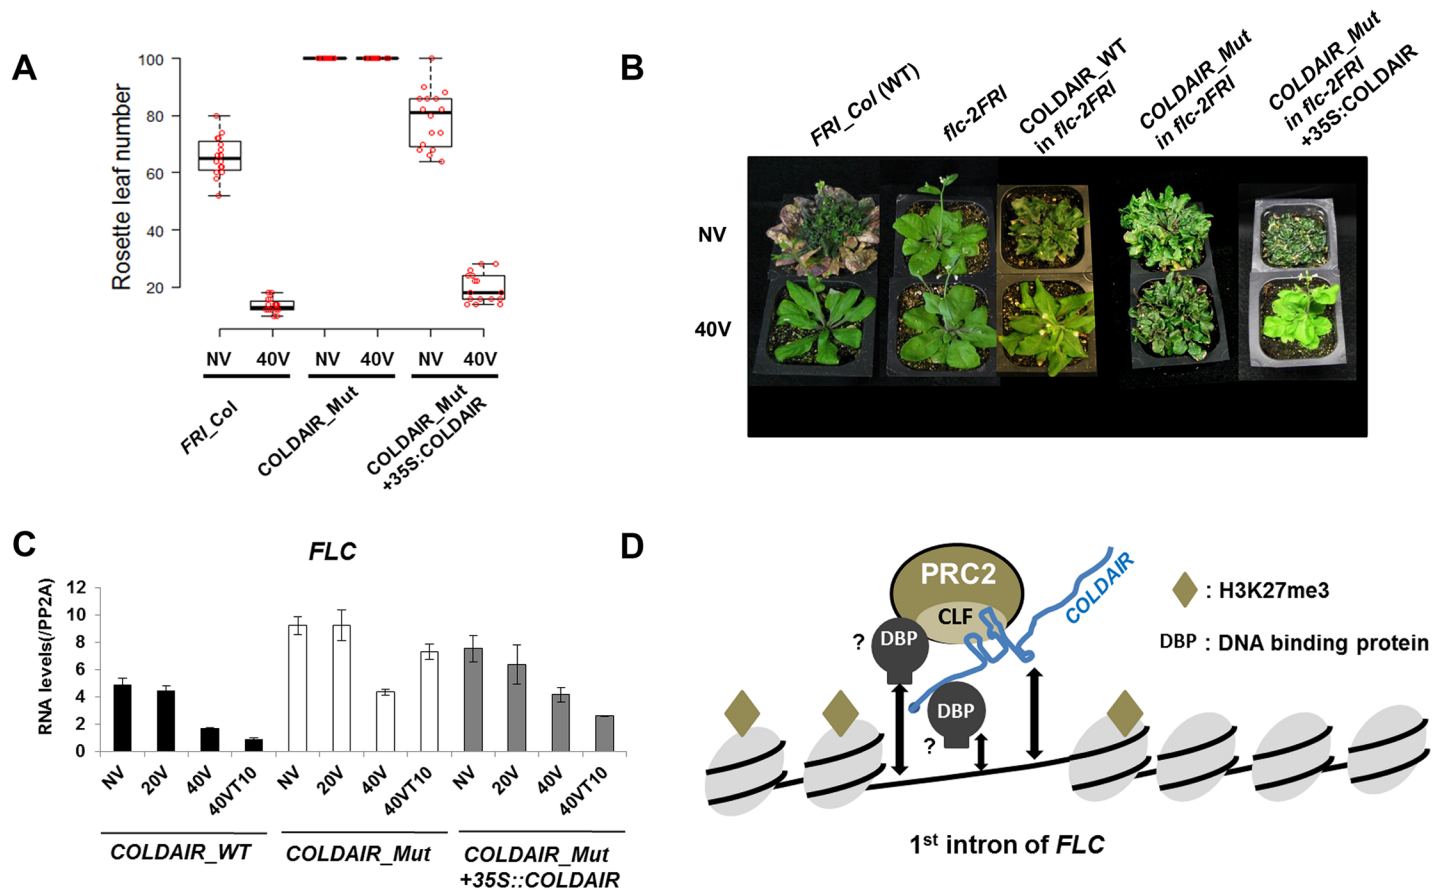 A
Rosette leaf number
100
80
60
40
20
NV
40V
NV
40V
NV
40V
FRI_Col
COLDAIR_Mut
COLDAIR_Mut
+35S:COLDAIR
B
FRI_Col (WT)
flc-2FRI
COLDAIR_WT
in flc-2FRI
COLDAIR_Mut
in flc-2FRI
COLDAIR_Mut
in flc-2FRI
+35S:COLDAIR
NV
40V
C
FLC
RNA levels(/PP2A)
12
10
8
6
4
2
0
NV
20V
40V
40VT10
NV
20V
40V
40VT10
NV
20V
40V
40VT10
COLDAIR_WT
COLDAIR_Mut
COLDAIR_Mut
+35S::COLDAIR
D
PRC2
CLF
COLDAIR
? DBP
DBP
?
: H3K27me3
DBP : DNA binding protein
1st intron of FLC